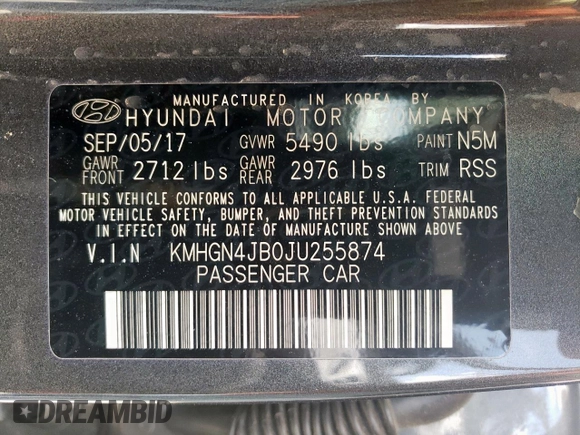 MANUFACTURED IN KOREA BY
HYUNDAI MOTOR COMPANY
SEP/05/17 GVWR 5490 lbs PAINT N5M
GAWR FRONT 2712 lbs GAWR REAR 2976 lbs TRIM RSS
THIS VEHICLE CONFORMS TO ALL APPLICABLE U.S.A. FEDERAL
MOTOR VEHICLE SAFETY, BUMPER, AND THEFT PREVENTION STANDARDS
IN EFFECT ON THE DATE OF MANUFACTURE SHOWN ABOVE
V.I.N KMHGN4JB0JU255874
PASSENGER CAR
DREAMBID